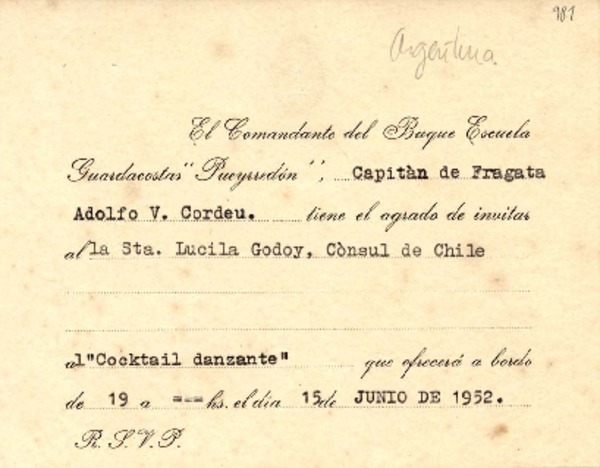 981
Argentina.
El Comandante del Buque Escuela
Guardacostas "Pueyrredón", Capitàn de Fragata
Adolfo V. Cordeu. tiene el agrado de invitar
al la Sta. Lucila Godoy, Cònsul de Chile
al "Cocktail danzante" que ofrecerá a bordo
de 19 a =-= hs. el día 15 de JUNIO DE 1952.
R. S. V. P.